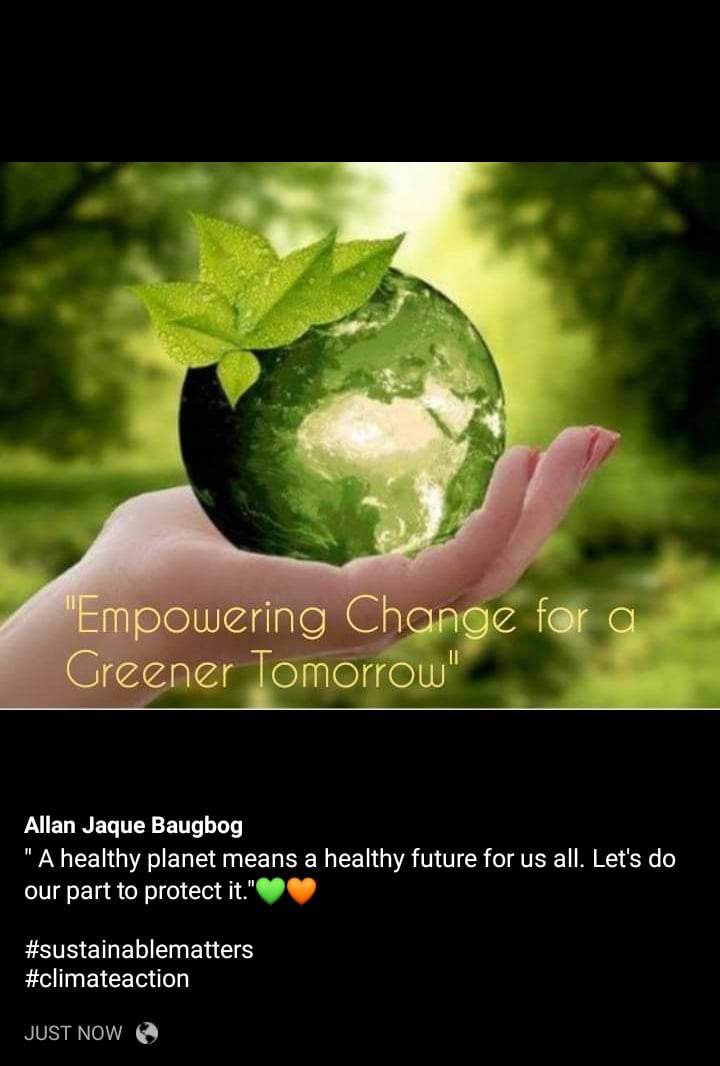 "Empowering Change for a
Greener Tomorrow"
Allan Jaque Baugbog
" A healthy planet means a healthy future for us all. Let's do
our part to protect it."💚🧡
#sustainablematters
#climateaction
JUST NOW